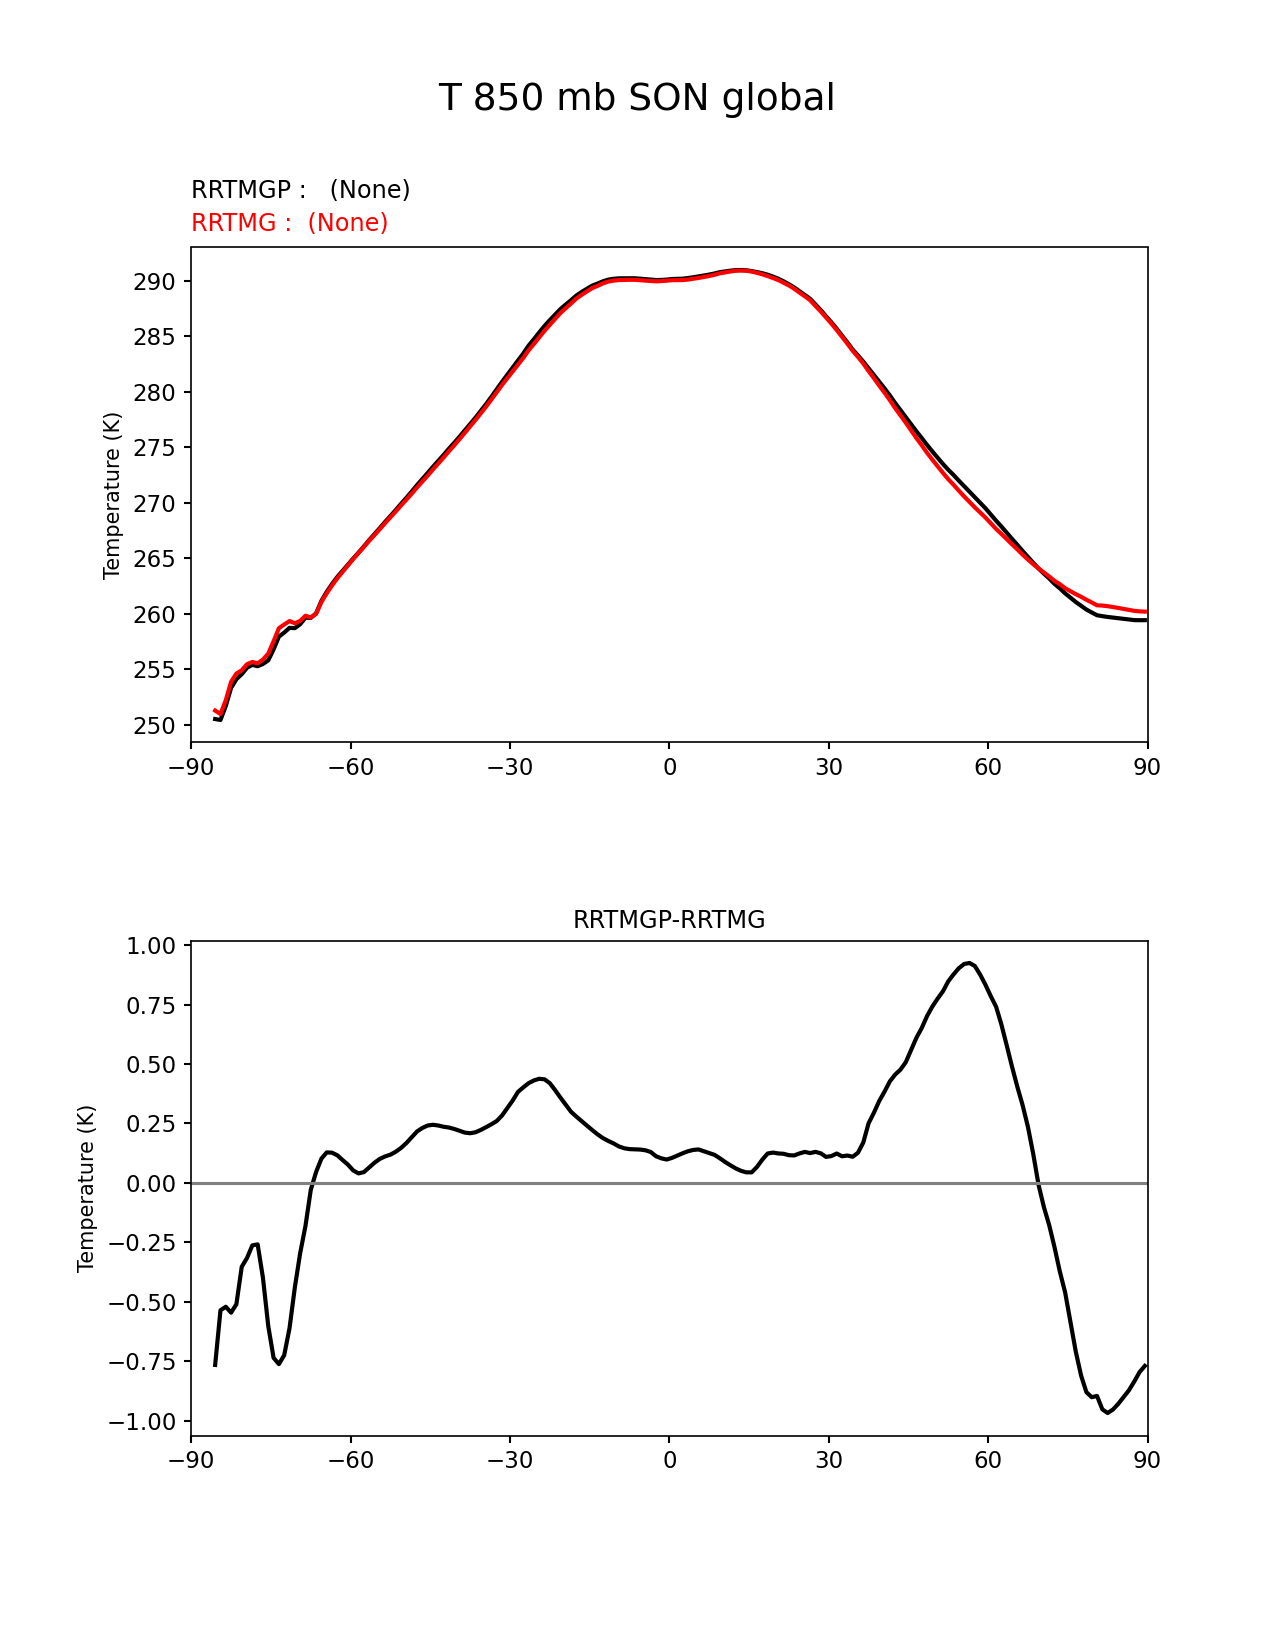 T 850 mb SON global
RRTMGP :   (None)
RRTMG :  (None)
290
285
280
275
270
265
260
255
250
Temperature (K)
−90 −60 −30 0 30 60 90
RRTMGP-RRTMG
1.00
0.75
0.50
0.25
0.00
−0.25
−0.50
−0.75
−1.00
Temperature (K)
−90 −60 −30 0 30 60 90